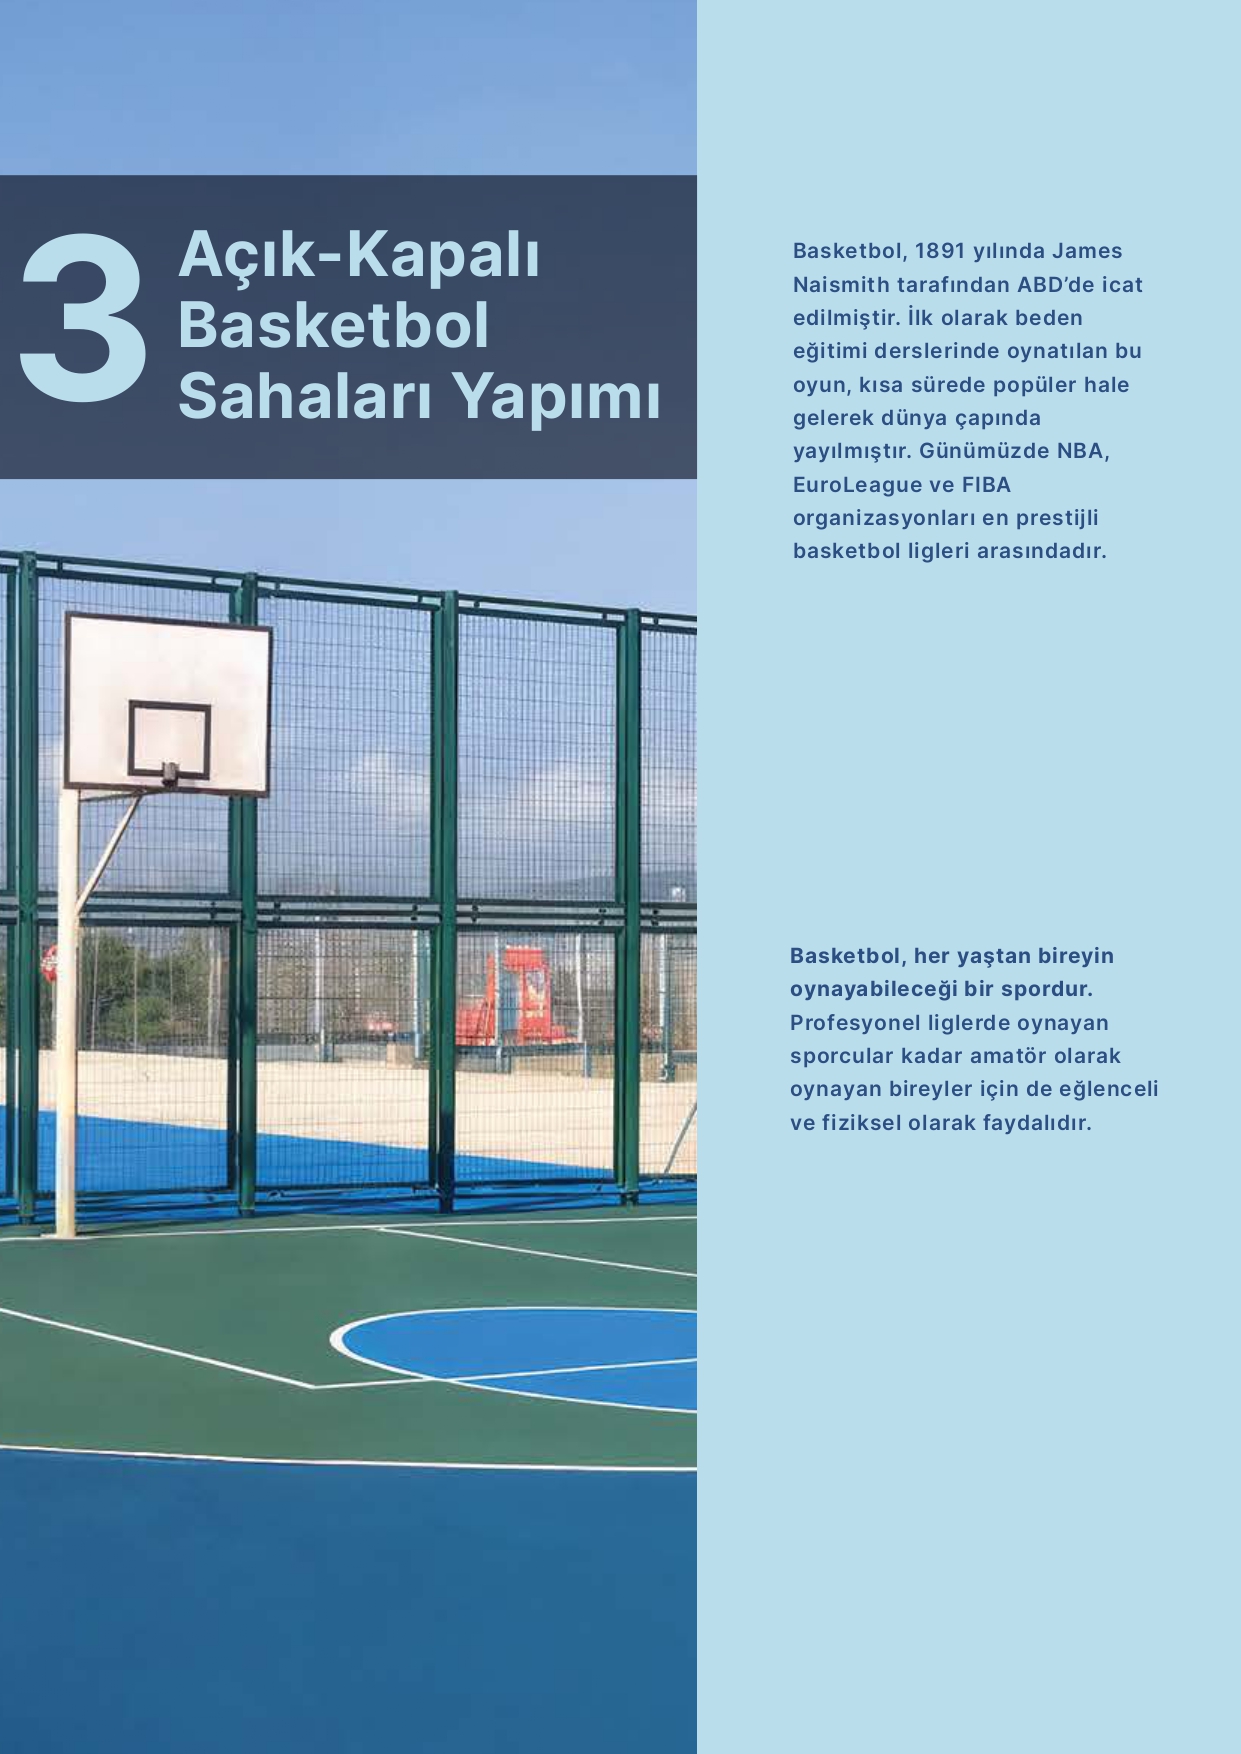 3
Açık-Kapalı
Basketbol
Sahaları Yapımı
Basketbol, 1891 yılında James
Naismith tarafından ABD’de icat
edilmiştir. İlk olarak beden
eğitimi derslerinde oynatılan bu
oyun, kısa sürede popüler hale
gelerek dünya çapında
yayılmıştır. Günümüzde NBA,
EuroLeague ve FIBA
organizasyonları en prestijli
basketbol ligleri arasındadır.
Basketbol, her yaştan bireyin
oynayabileceği bir spordur.
Profesyonel liglerde oynayan
sporcular kadar amatör olarak
oynayan bireyler için de eğlenceli
ve fiziksel olarak faydalıdır.